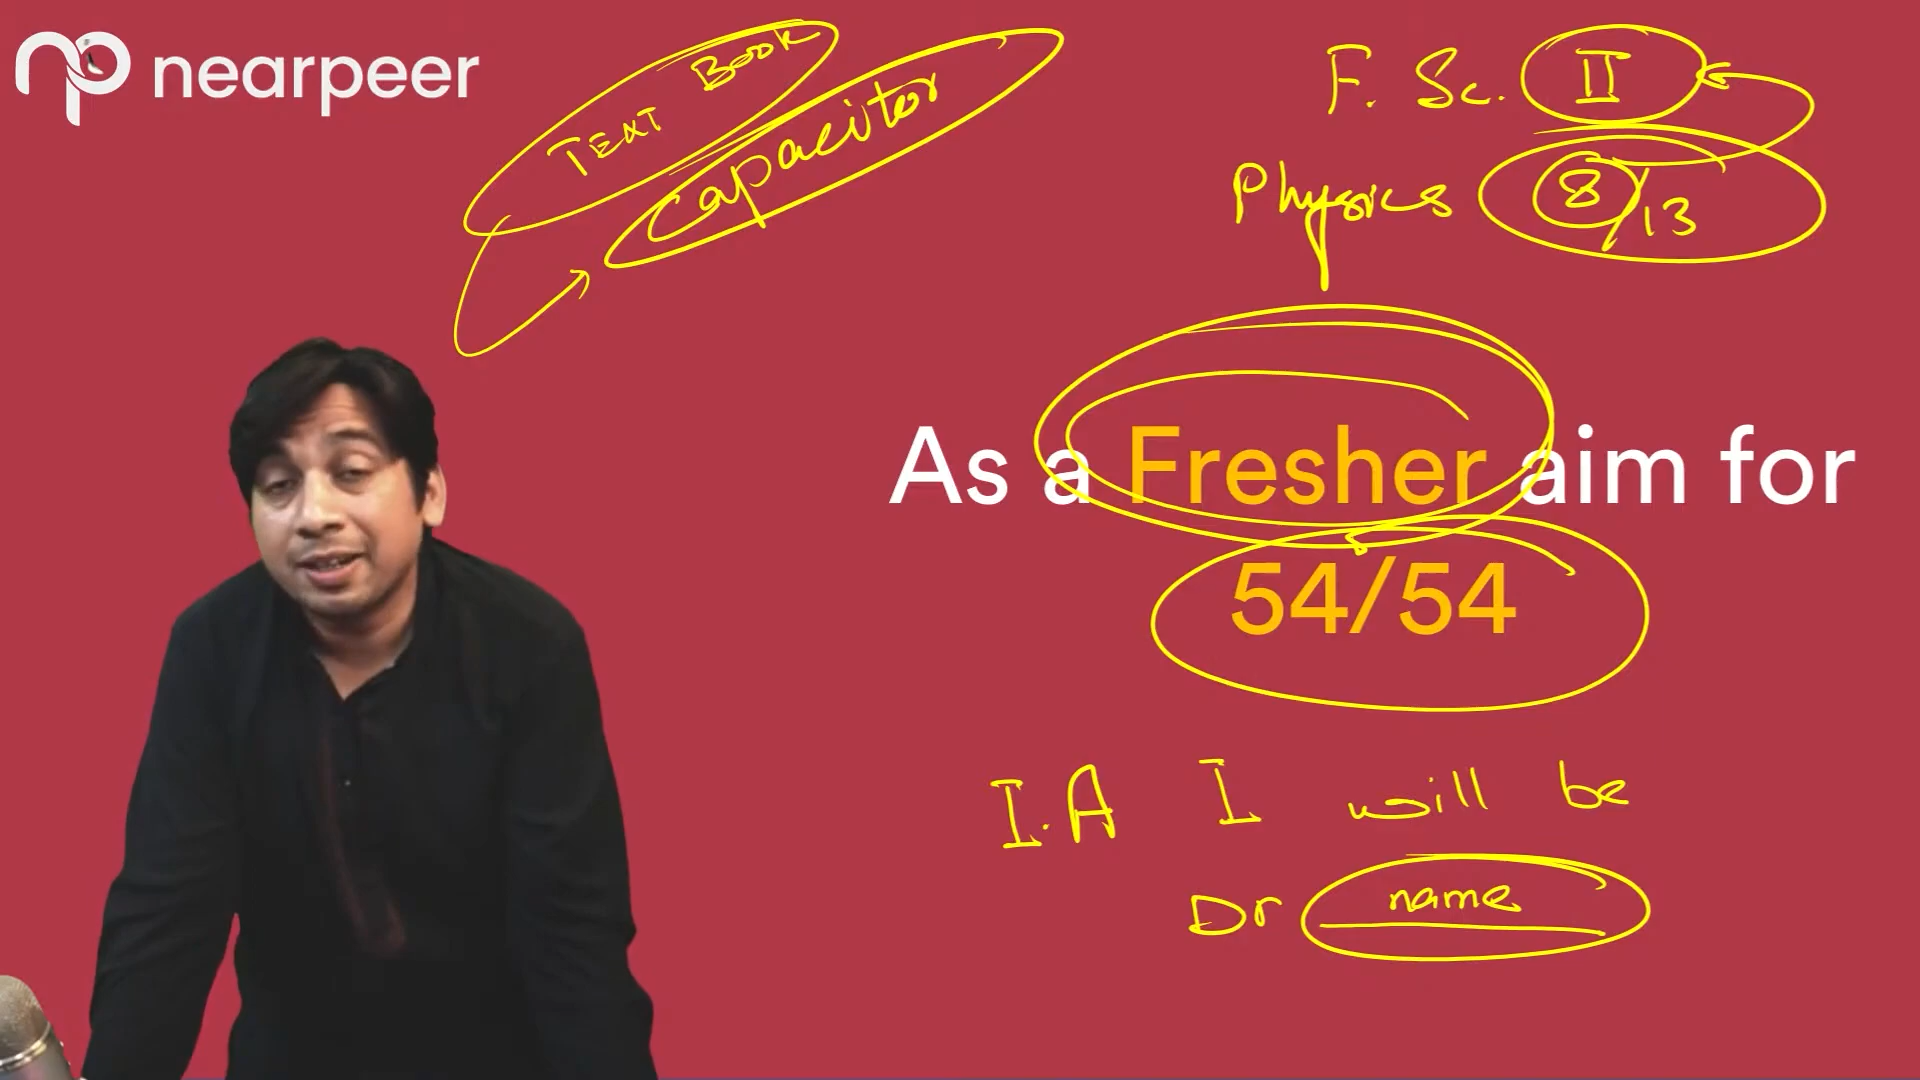 nearpeer
TEXT BOOK
capacitor
F. Sc. II
Physics 8/13
As a Fresher aim for
54/54
I.A I will be
Dr name